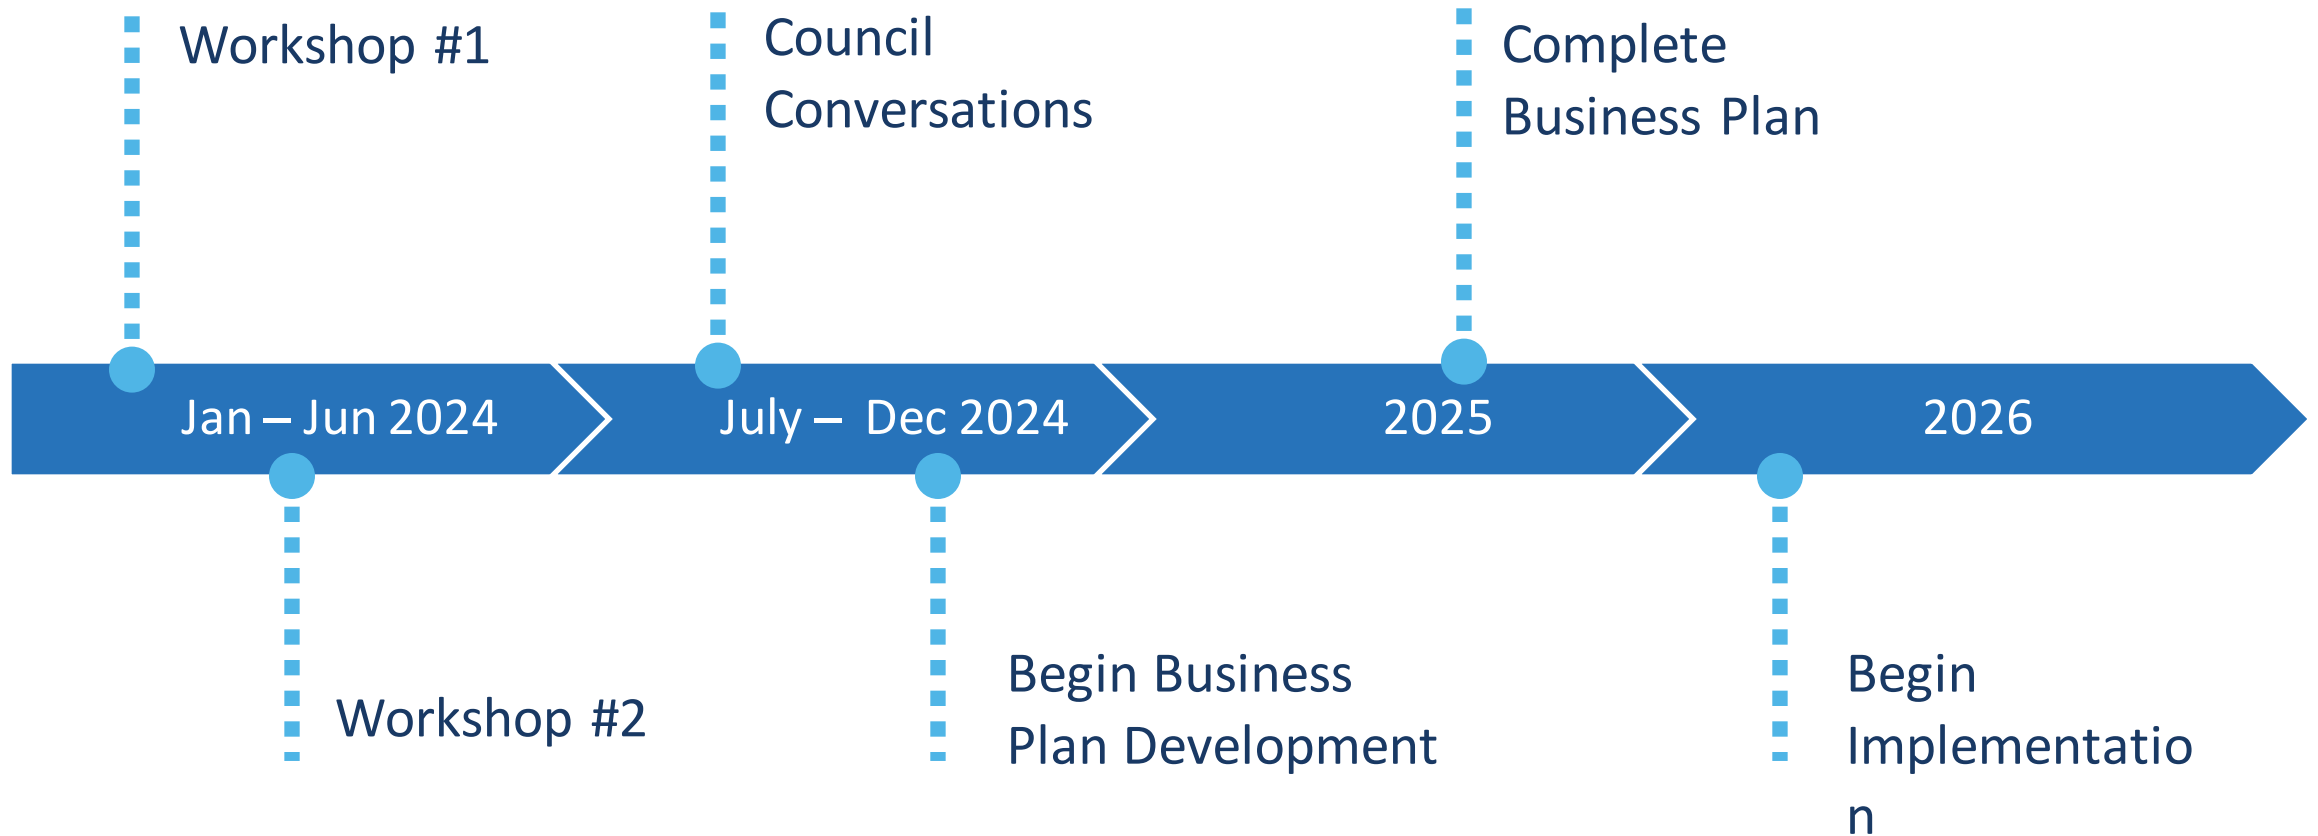 Workshop #1
Council
Conversations
Complete
Business Plan
Jan – Jun 2024
July – Dec 2024
2025
2026
Workshop #2
Begin Business
Plan Development
Begin
Implementatio
n